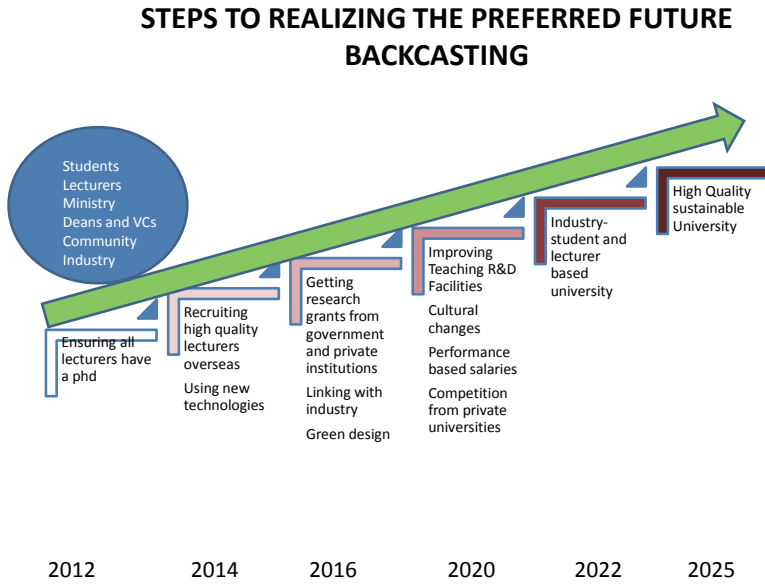 STEPS TO REALIZING THE PREFERRED FUTURE
BACKCASTING
Students
Lecturers
Ministry
Deans and VCs
Community
Industry
Ensuring all
lecturers have
a phd
Recruiting
high quality
lecturers
overseas
Using new
technologies
Getting
research
grants from
government
and private
institutions
Linking with
industry
Green design
Improving
Teaching R&D
Facilities
Cultural
changes
Performance
based salaries
Competition
from private
universities
Industry-
student and
lecturer
based
university
High Quality
sustainable
University
2012
2014
2016
2020
2022
2025